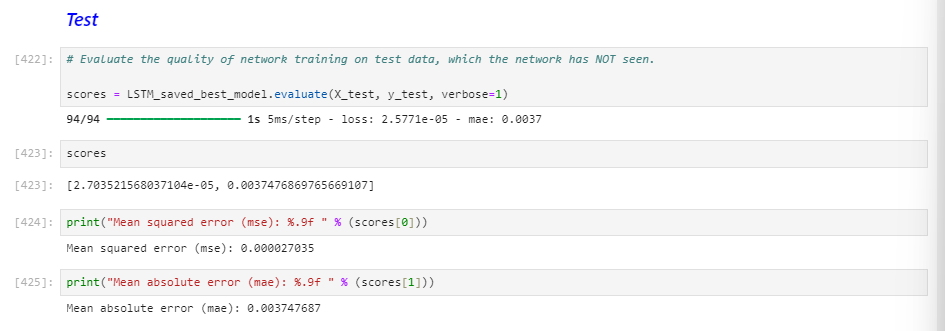 Test
[422]: # Evaluate the quality of network training on test data, which the network has NOT seen.
scores = LSTM_saved_best_model.evaluate(X_test, y_test, verbose=1)
94/94 ━━━━━━━━━━━━━━━━━━━━ 1s 5ms/step - loss: 2.5771e-05 - mae: 0.0037
[423]: scores
[423]: [2.703521568037104e-05, 0.0037476869765669107]
[424]: print("Mean squared error (mse): %.9f " % (scores[0]))
Mean squared error (mse): 0.000027035
[425]: print("Mean absolute error (mae): %.9f " % (scores[1]))
Mean absolute error (mae): 0.003747687